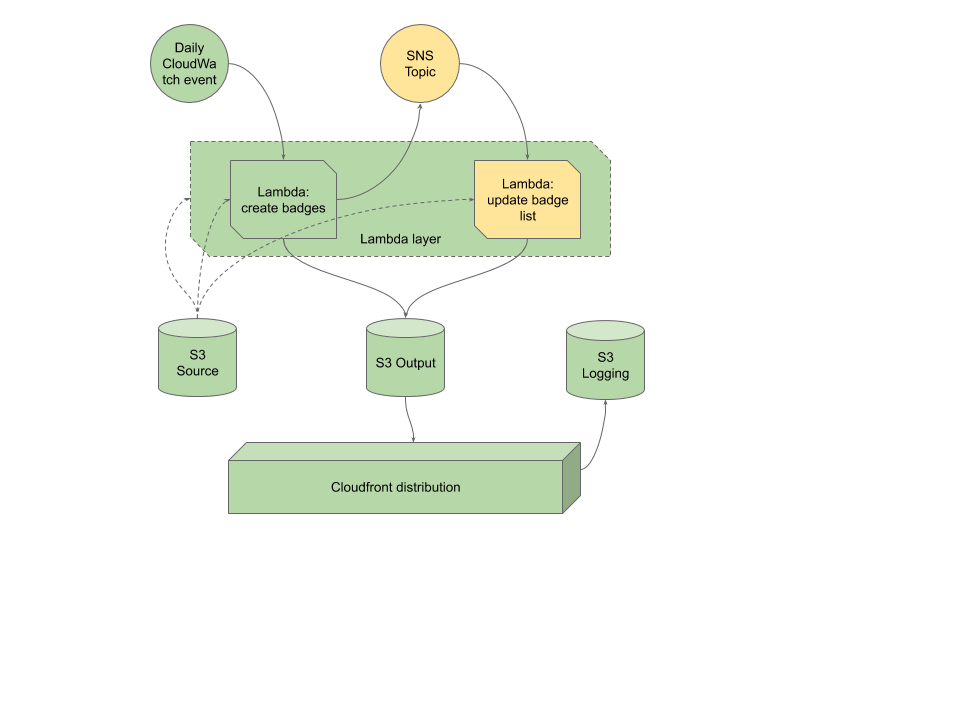 Daily
CloudWa
tch event
SNS
Topic
Lambda:
create badges
Lambda:
update badge
list
Lambda layer
S3
Source
S3 Output
S3
Logging
Cloudfront distribution